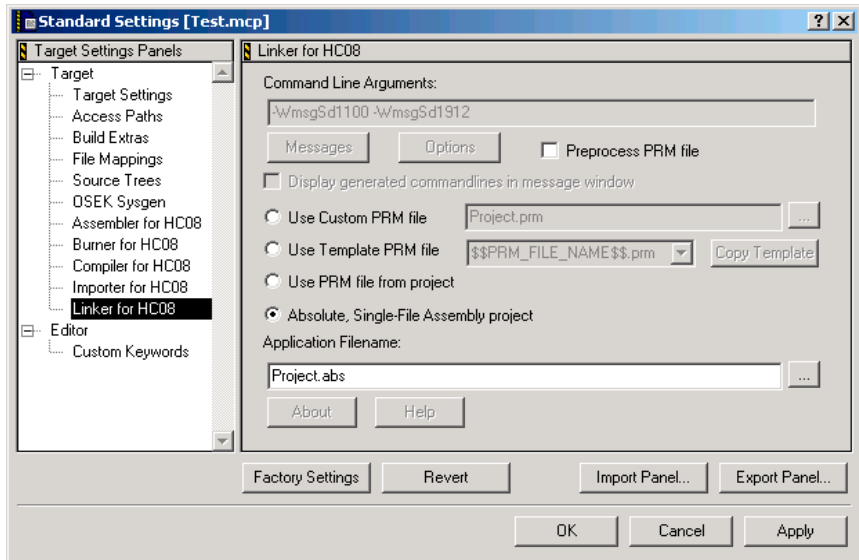 Standard Settings [Test.mcp]
Target Settings Panels
Target
Target Settings
Access Paths
Build Extras
File Mappings
Source Trees
OSEK Sysgen
Assembler for HC08
Burner for HC08
Compiler for HC08
Importer for HC08
Linker for HC08
Editor
Custom Keywords
Linker for HC08
Command Line Arguments:
-WmsgSd1100 -WmsgSd1912
Messages Options Preprocess PRM file
Display generated commandlines in message window
Use Custom PRM file Project.prm ...
Use Template PRM file $$PRM_FILE_NAME$$.prm Copy Template
Use PRM file from project
Absolute, Single-File Assembly project
Application Filename:
Project.abs ...
About Help
Factory Settings Revert Import Panel... Export Panel...
OK Cancel Apply